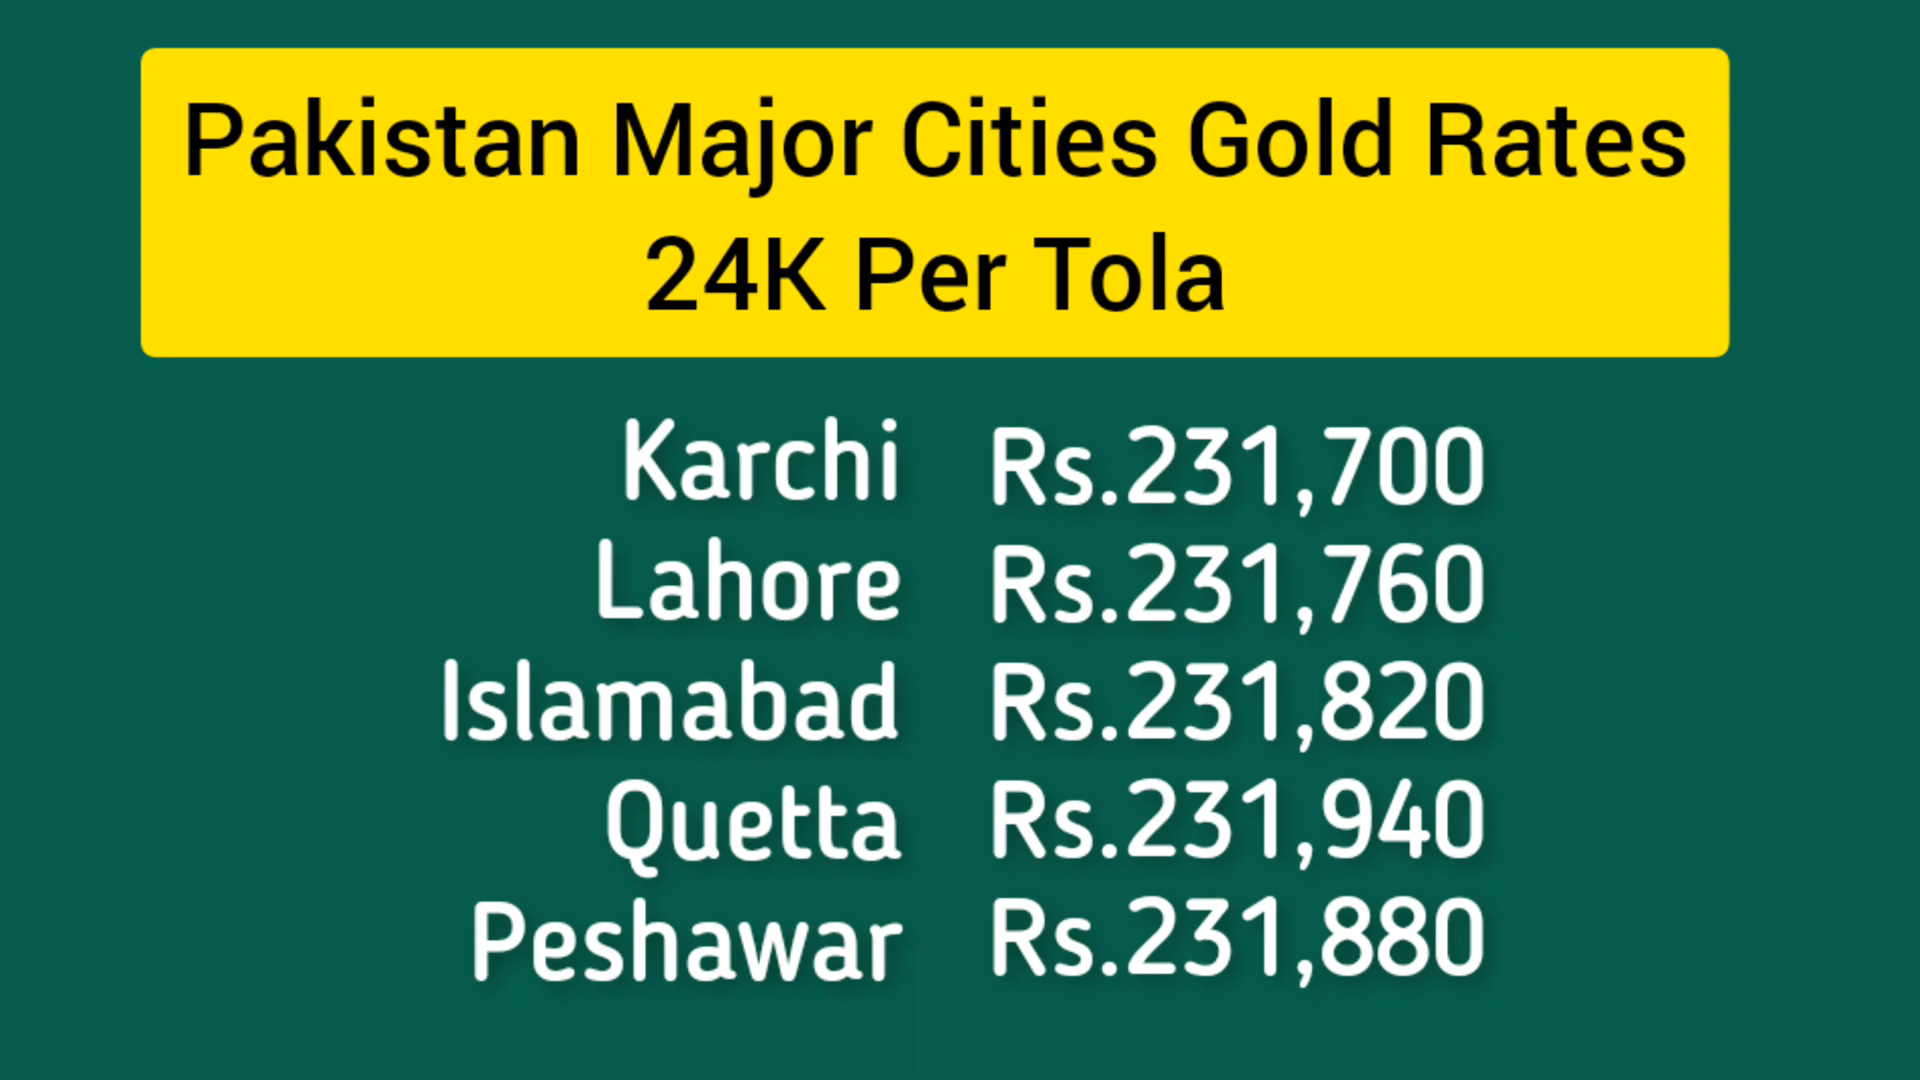 Pakistan Major Cities Gold Rates
24K Per Tola
Karchi Rs.231,700
Lahore Rs.231,760
Islamabad Rs.231,820
Quetta Rs.231,940
Peshawar Rs.231,880